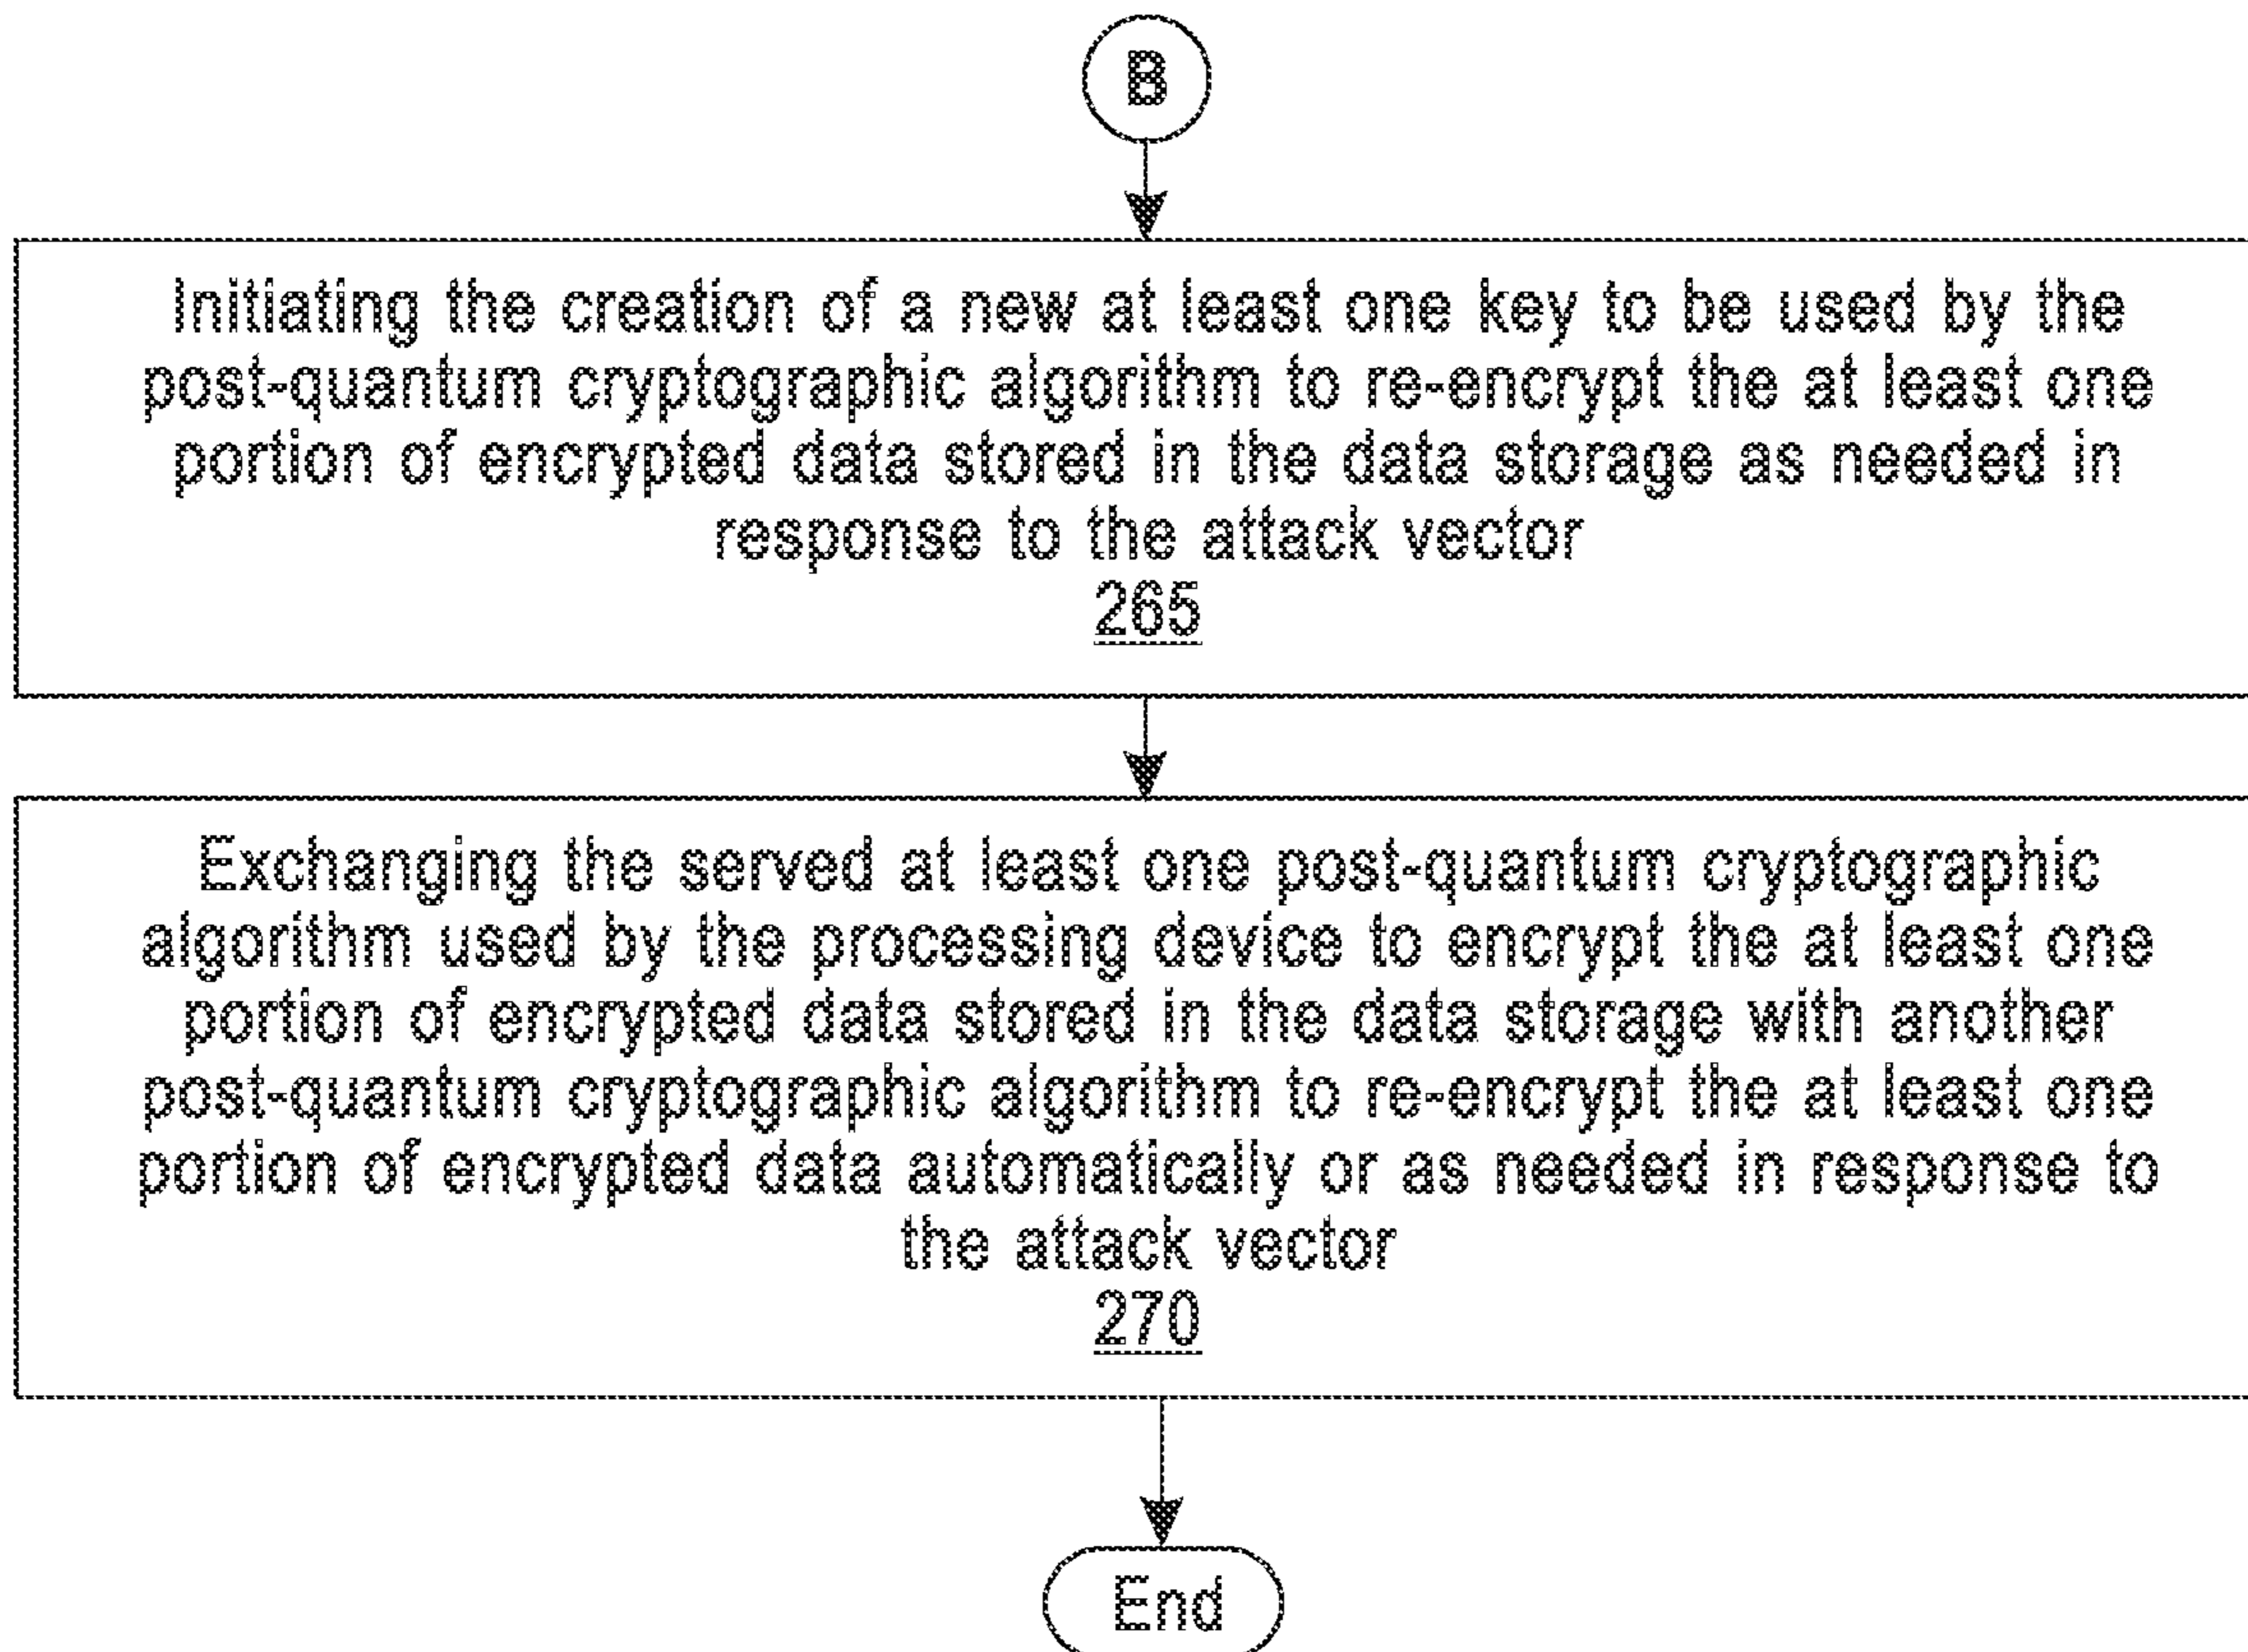 B
Initiating the creation of a new at least one key to be used by the
post-quantum cryptographic algorithm to re-encrypt the at least one
portion of encrypted data stored in the data storage as needed in
response to the attack vector
265
Exchanging the served at least one post-quantum cryptographic
algorithm used by the processing device to encrypt the at least one
portion of encrypted data stored in the data storage with another
post-quantum cryptographic algorithm to re-encrypt the at least one
portion of encrypted data automatically or as needed in response to
the attack vector
270
End